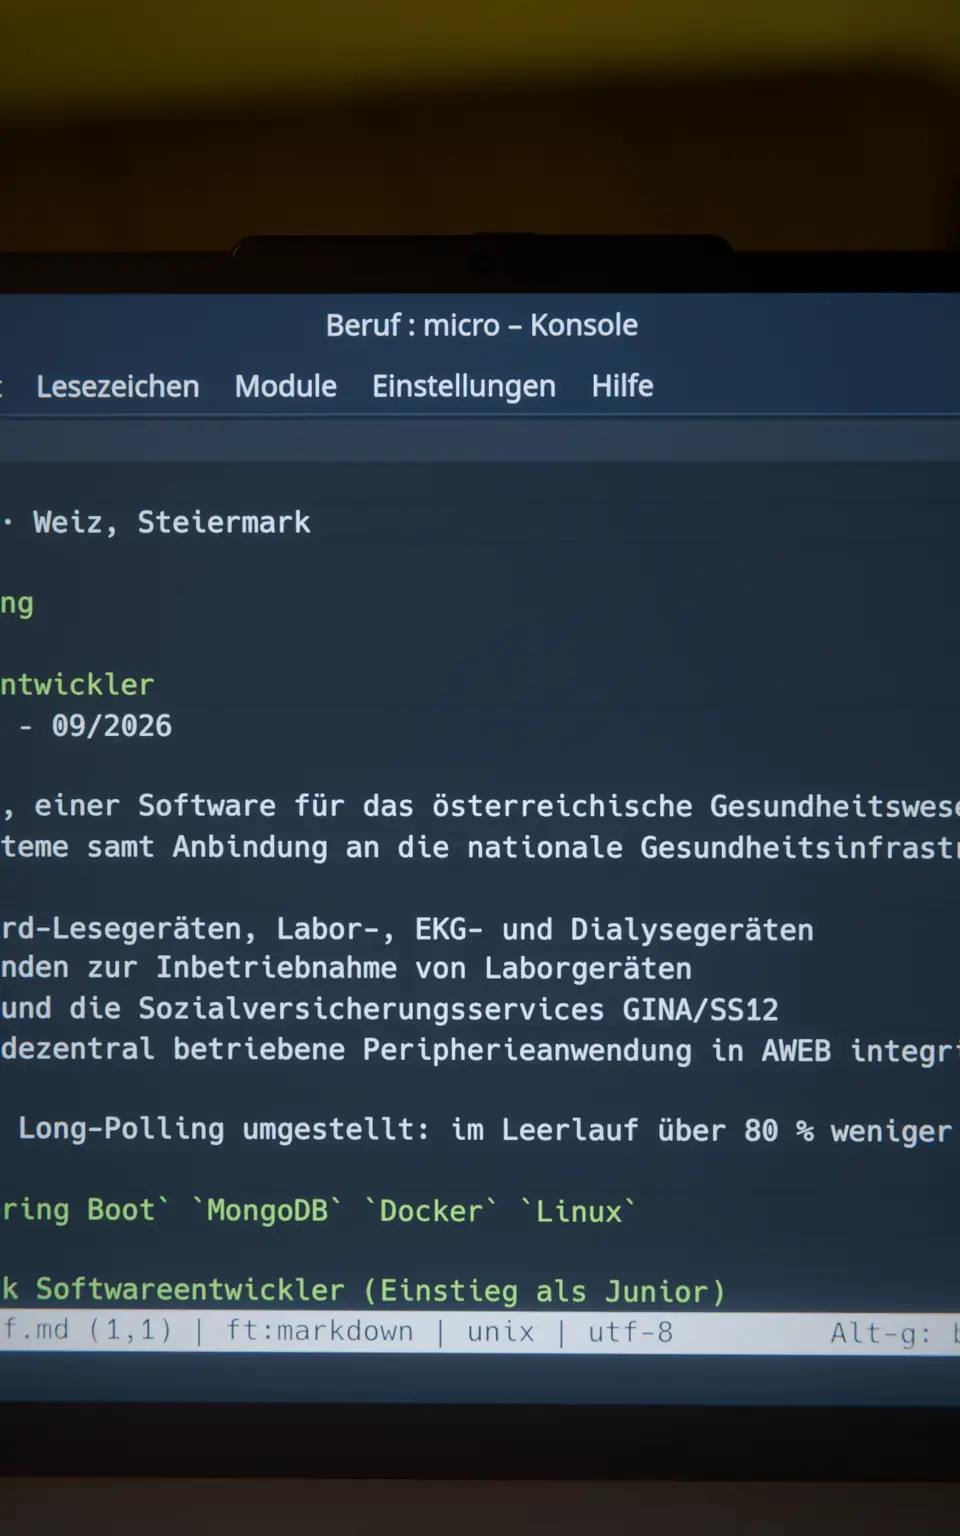 Beruf : micro – Konsole
Lesezeichen Module Einstellungen Hilfe
· Weiz, Steiermark
ng
ntwickler
- 09/2026
, einer Software für das österreichische Gesundheitswese
teme samt Anbindung an die nationale Gesundheitsinfrastr
rd-Lesegeräten, Labor-, EKG- und Dialysegeräten
nden zur Inbetriebnahme von Laborgeräten
und die Sozialversicherungsservices GINA/SS12
dezentral betriebene Peripherieanwendung in AWEB integri
Long-Polling umgestellt: im Leerlauf über 80 % weniger
ring Boot` `MongoDB` `Docker` `Linux`
k Softwareentwickler (Einstieg als Junior)
f.md (1,1) | ft:markdown | unix | utf-8 Alt-g: b